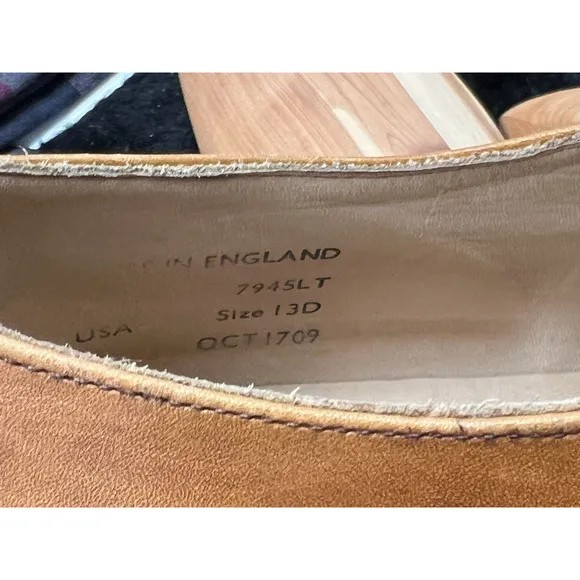 IN ENGLAND
7945LT
Size 13D
USA OCT1709